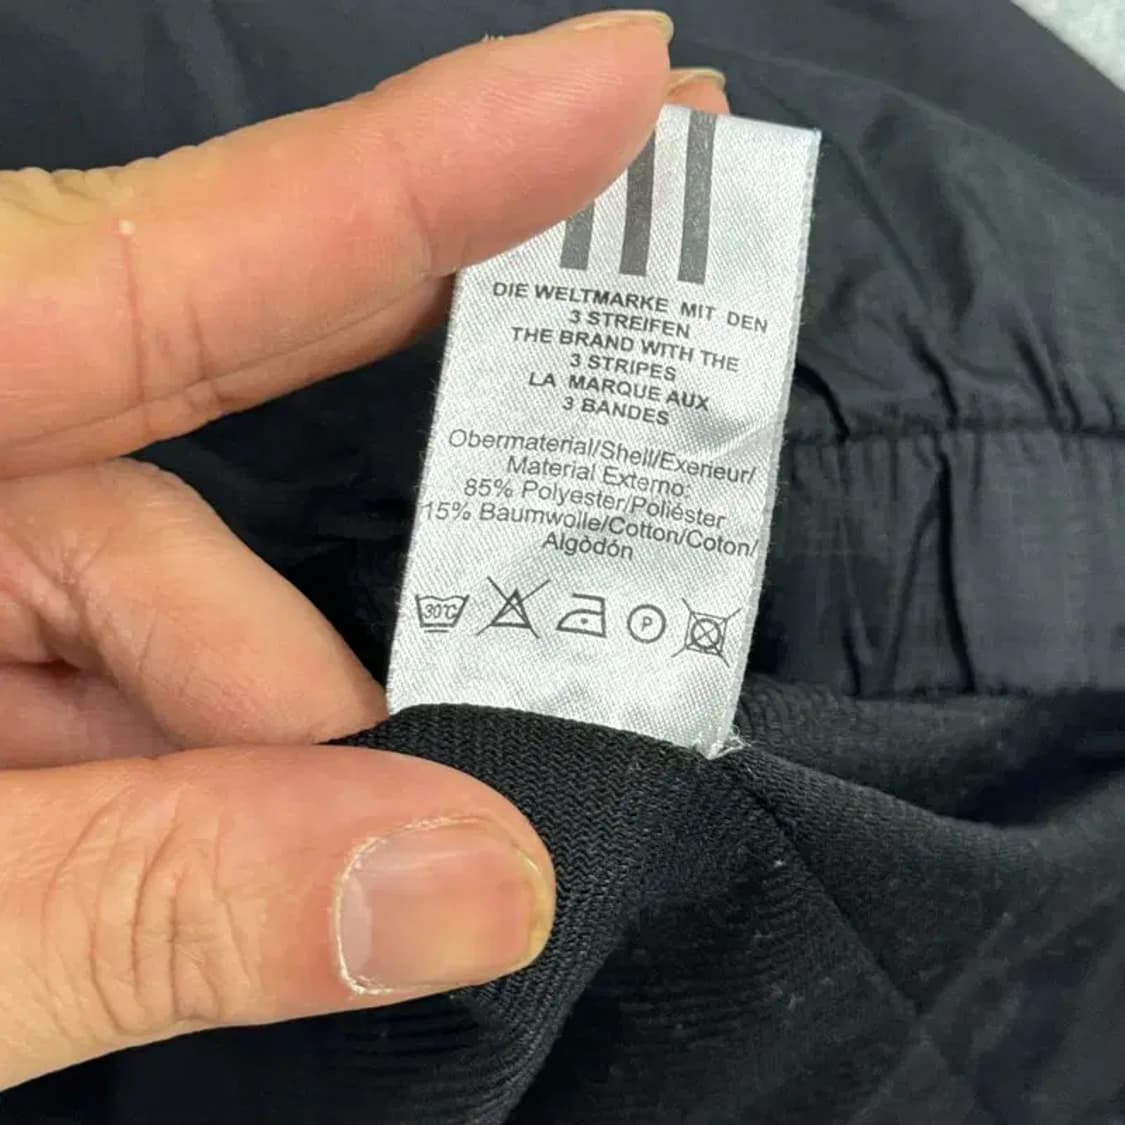 DIE WELTMARKE MIT DEN
3 STREIFEN
THE BRAND WITH THE
3 STRIPES
LA MARQUE AUX
3 BANDES
Obermaterial/Shell/Exerieur/
Material Externo:
85% Polyester/Poliéster
15% Baumwolle/Cotton/Coton/
Algòdón
30°C
P